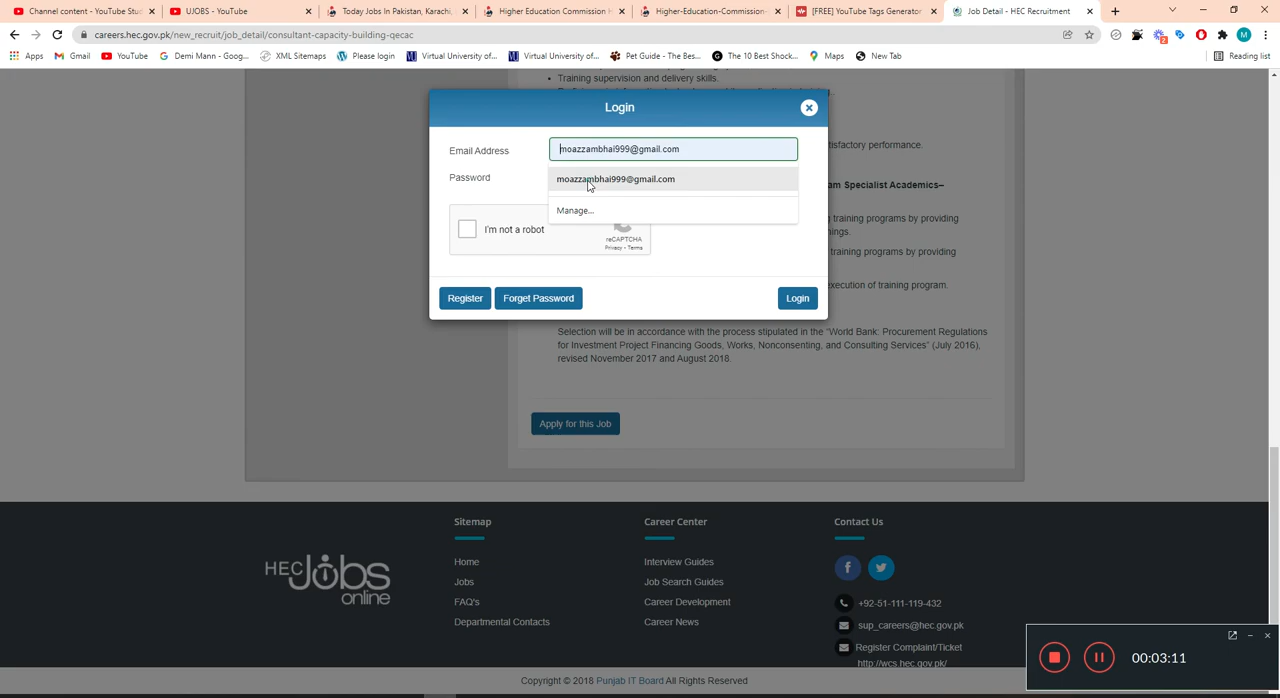 Channel content - YouTube Stu
UJOBS - YouTube
Today Jobs In Pakistan, Karachi,
Higher Education Commission H
Higher-Education-Commission-
[FREE] YouTube Tags Generator
Job Detail - HEC Recruitment
careers.hec.gov.pk/new_recruit/job_detail/consultant-capacity-building-qecac
M
Apps
Gmail
YouTube
Demi Mann - Goog...
XML Sitemaps
Please login
Virtual University of...
Virtual University of...
Pet Guide - The Bes...
The 10 Best Shock...
Maps
New Tab
Reading list
Training supervision and delivery skills.
Login
Email Address
moazzambhai999@gmail.com
Password
moazzambhai999@gmail.com
Manage...
I'm not a robot
reCAPTCHA
Privacy - Terms
Register
Forget Password
Login
tisfactory performance.
am Specialist Academics–
g training programs by providing
nings.
training programs by providing
execution of training program.
Selection will be in accordance with the process stipulated in the “World Bank: Procurement Regulations
for Investment Project Financing Goods, Works, Nonconsenting, and Consulting Services” (July 2016),
revised November 2017 and August 2018.
Apply for this Job
HEC Jobs online
Sitemap
Home
Jobs
FAQ's
Departmental Contacts
Career Center
Interview Guides
Job Search Guides
Career Development
Career News
Contact Us
+92-51-111-119-432
sup_careers@hec.gov.pk
Register Complaint/Ticket
http://wcs.hec.gov.pk/
00:03:11
Copyright © 2018 Punjab IT Board All Rights Reserved